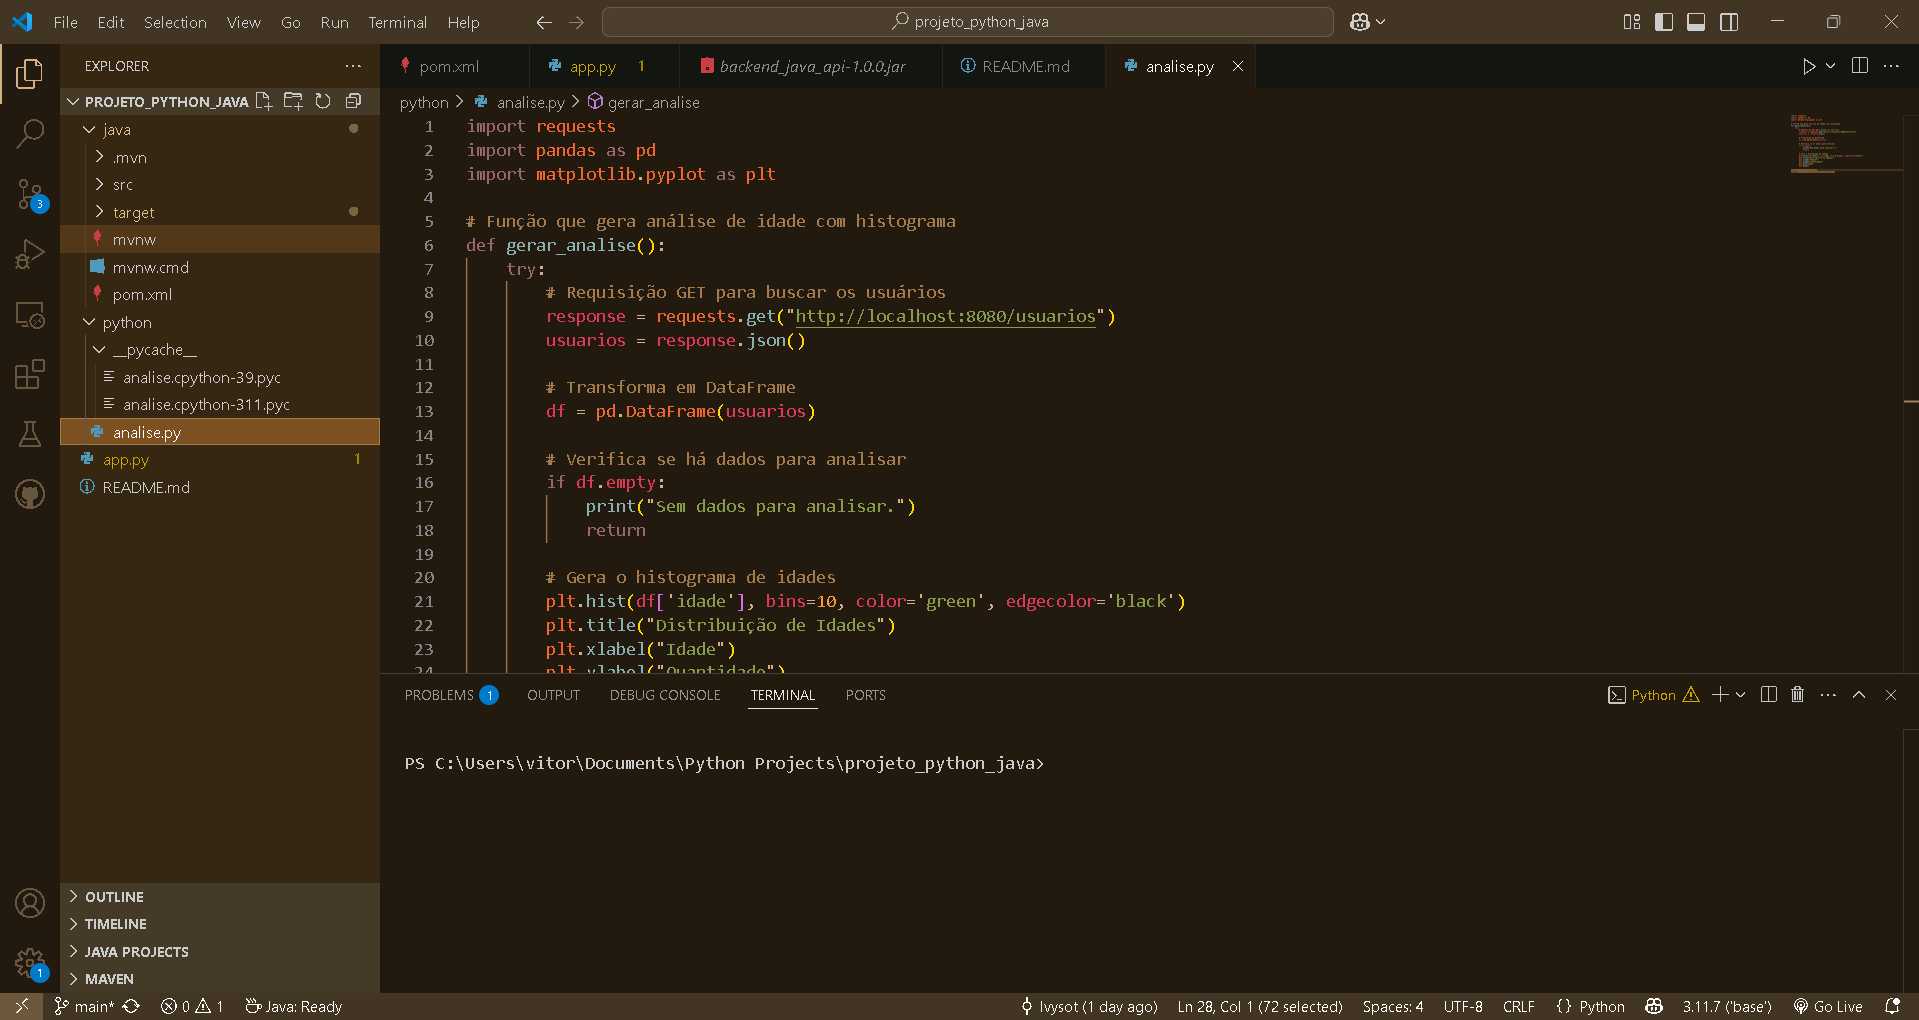 File Edit Selection View Go Run Terminal Help
projeto_python_java
EXPLORER
PROJETO_PYTHON_JAVA
java
.mvn
src
target
mvnw
mvnw.cmd
pom.xml
python
__pycache__
analise.cpython-39.pyc
analise.cpython-311.pyc
analise.py
app.py 1
README.md
OUTLINE
TIMELINE
JAVA PROJECTS
MAVEN
3
1
pom.xml
app.py 1
backend_java_api-1.0.0.jar
README.md
analise.py
python > analise.py > gerar_analise
1 import requests
2 import pandas as pd
3 import matplotlib.pyplot as plt
4
5 # Função que gera análise de idade com histograma
6 def gerar_analise():
7 try:
8 # Requisição GET para buscar os usuários
9 response = requests.get("http://localhost:8080/usuarios")
10 usuarios = response.json()
11
12 # Transforma em DataFrame
13 df = pd.DataFrame(usuarios)
14
15 # Verifica se há dados para analisar
16 if df.empty:
17 print("Sem dados para analisar.")
18 return
19
20 # Gera o histograma de idades
21 plt.hist(df['idade'], bins=10, color='green', edgecolor='black')
22 plt.title("Distribuição de Idades")
23 plt.xlabel("Idade")
24 plt.ylabel("Quantidade")
PROBLEMS 1 OUTPUT DEBUG CONSOLE TERMINAL PORTS
Python
PS C:\Users\vitor\Documents\Python Projects\projeto_python_java>
main* 0 1 Java: Ready
Ivysot (1 day ago) Ln 28, Col 1 (72 selected) Spaces: 4 UTF-8 CRLF {} Python 3.11.7 ('base') Go Live